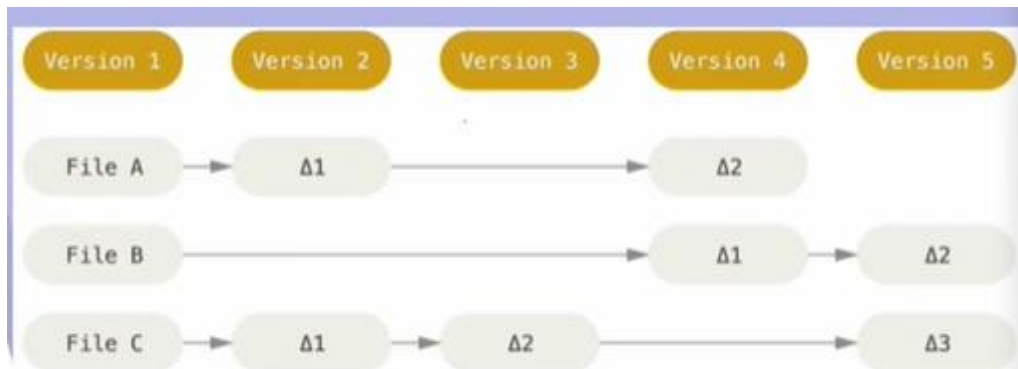 Version 1 Version 2 Version 3 Version 4 Version 5
File A Δ1 Δ2
File B Δ1 Δ2
File C Δ1 Δ2 Δ3